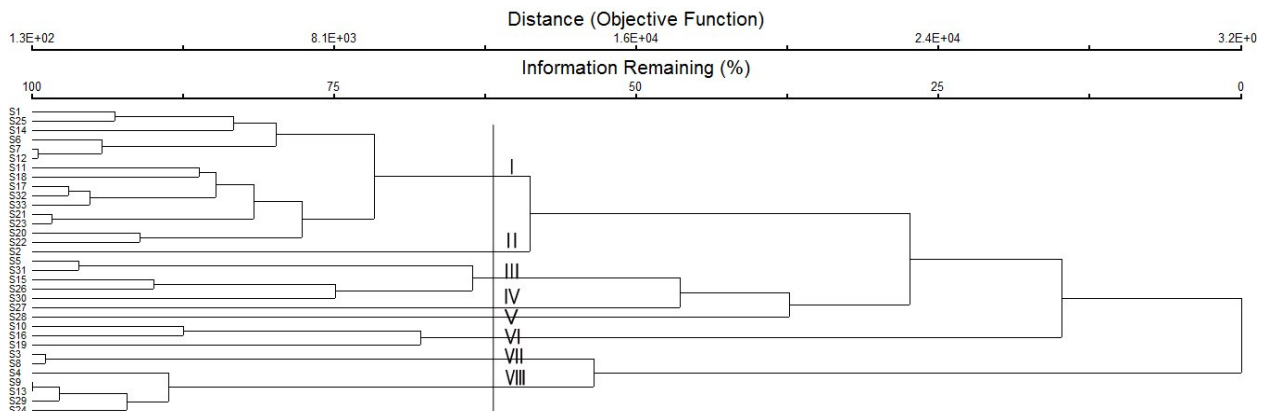 Distance (Objective Function)
1.3E+02 8.1E+03 1.6E+04 2.4E+04 3.2E+0
Information Remaining (%)
100 75 50 25 0
S1
S25
S14
S6
S7
S12
S11
S18
S17
S32
S33
S21
S23
S20
S22
S2
S5
S31
S15
S26
S30
S27
S28
S10
S16
S19
S3
S8
S4
S9
S13
S29
S24
I
II
III
IV
V
VI
VII
VIII